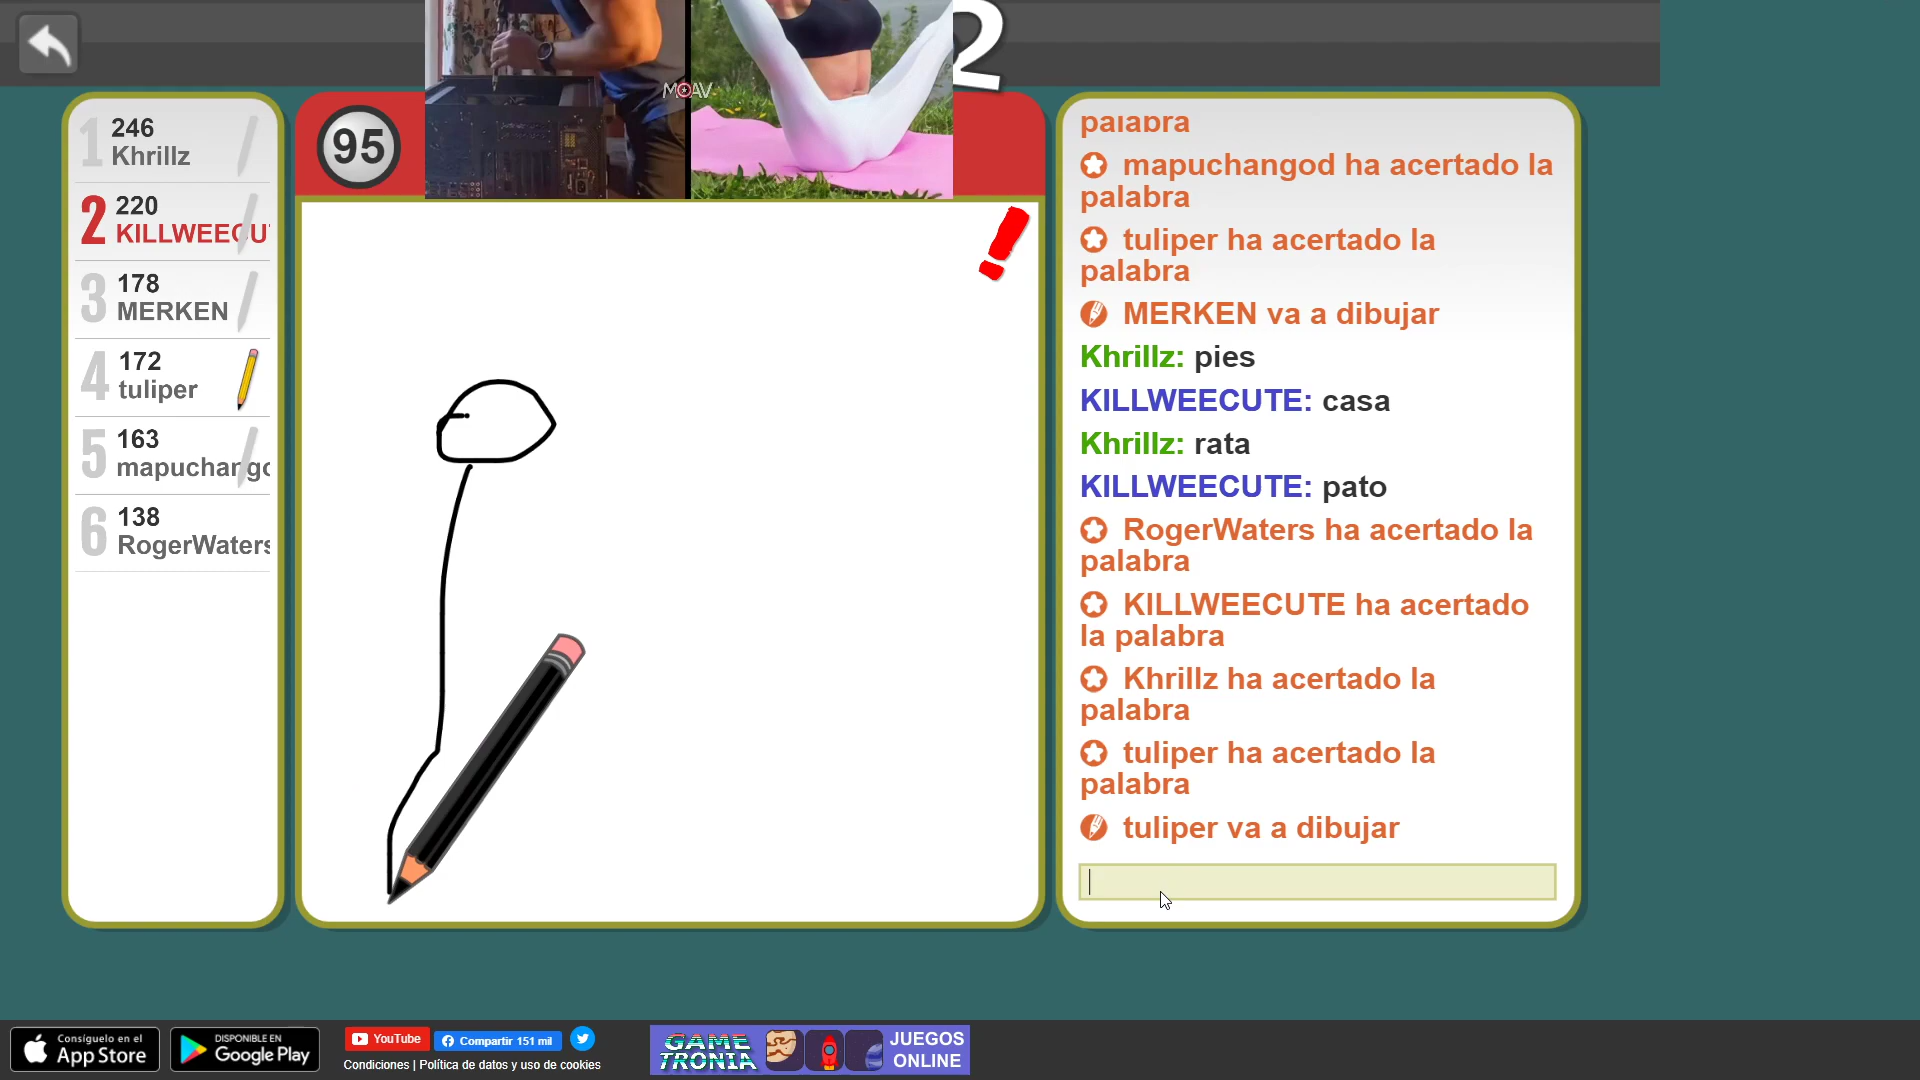 2
1
246
Khrillz
2
220
KILLWEECU
3
178
MERKEN
4
172
tuliper
5
163
mapuchango
6
138
RogerWaters
95
MOAV
!
palabra
mapuchangod ha acertado la
palabra
tuliper ha acertado la
palabra
MERKEN va a dibujar
Khrillz: pies
KILLWEECUTE: casa
Khrillz: rata
KILLWEECUTE: pato
RogerWaters ha acertado la
palabra
KILLWEECUTE ha acertado
la palabra
Khrillz ha acertado la
palabra
tuliper ha acertado la
palabra
tuliper va a dibujar
Consíguelo en el
App Store
DISPONIBLE EN
Google Play
YouTube
Compartir 151 mil
Condiciones | Política de datos y uso de cookies
GAME
TRONIA
JUEGOS
ONLINE